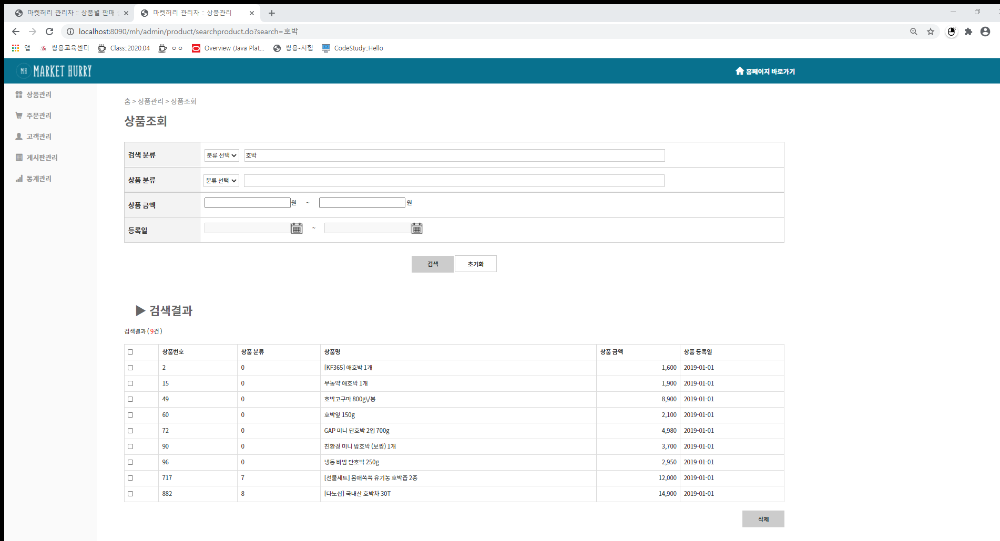 마켓허리 관리자 :: 상품별 판매
마켓허리 관리자 :: 상품관리
localhost:8090/mh/admin/product/searchproduct.do?search=호박
앱 쌍용교육센터 Class::2020.04 ㅇㅇ Overview (Java Plat... 쌍용-시험 CodeStudy::Hello
MH MARKET HURRY
홈페이지 바로가기
상품관리
주문관리
고객관리
게시판관리
통계관리
홈 > 상품관리 > 상품조회
상품조회
검색 분류 분류 선택 호박
상품 분류 분류 선택
상품 금액 원 ~ 원
등록일 ~
검색 초기화
▶ 검색결과
검색결과 ( 9건 )
상품번호 상품 분류 상품명 상품 금액 상품 등록일
2 0 [KF365] 애호박 1개 1,600 2019-01-01
15 0 무농약 애호박 1개 1,900 2019-01-01
49 0 호박고구마 800g\/봉 8,900 2019-01-01
60 0 호박잎 150g 2,100 2019-01-01
72 0 GAP 미니 단호박 2입 700g 4,980 2019-01-01
90 0 친환경 미니 밤호박 (보짱) 1개 3,700 2019-01-01
96 0 냉동 바밤 단호박 250g 2,950 2019-01-01
717 7 [선물세트] 몸애쏙쏙 유기농 호박즙 2종 12,000 2019-01-01
882 8 [다노샵] 국내산 호박차 30T 14,900 2019-01-01
삭제